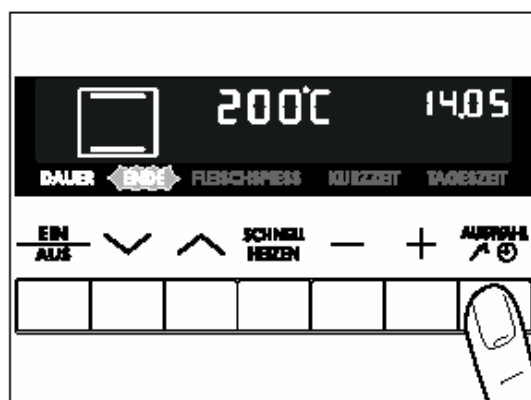 200°C 14.05
DAUER ENDE FLEISCHSPIESS KURZZEIT TAGESZEIT
EIN
AUS
SCHNELL
HEIZEN
− +
AUSWAHL